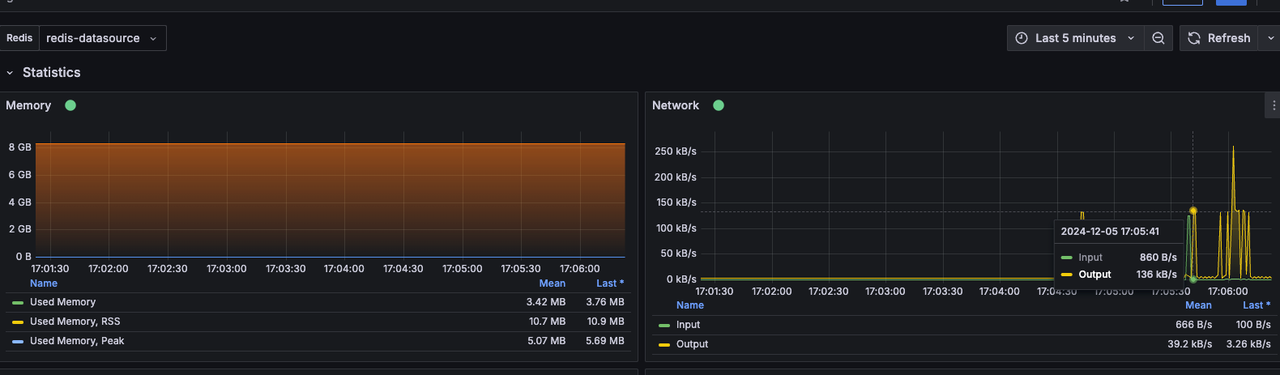 Redis redis-datasource Last 5 minutes Refresh
Statistics
Memory
8 GB
6 GB
4 GB
2 GB
0 B
17:01:30 17:02:00 17:02:30 17:03:00 17:03:30 17:04:00 17:04:30 17:05:00 17:05:30 17:06:00
Name Mean Last *
Used Memory 3.42 MB 3.76 MB
Used Memory, RSS 10.7 MB 10.9 MB
Used Memory, Peak 5.07 MB 5.69 MB
Network
250 kB/s
200 kB/s
150 kB/s
100 kB/s
50 kB/s
0 kB/s
2024-12-05 17:05:41
Input 860 B/s
Output 136 kB/s
17:01:30 17:02:00 17:02:30 17:03:00 17:03:30 17:04:00 17:04:30 17:05:00 17:05:30 17:06:00
Name Mean Last *
Input 666 B/s 100 B/s
Output 39.2 kB/s 3.26 kB/s